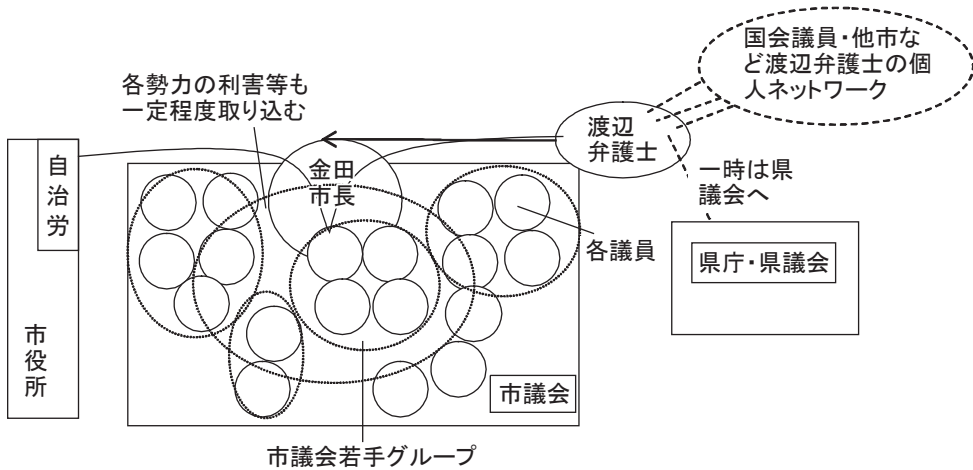 国会議員・他市な
ど渡辺弁護士の個
人ネットワーク
各勢力の利害等も
一定程度取り込む
渡辺
弁護士
自治労
金田
市長
一時は県
議会へ
各議員
県庁・県議会
市役所
市議会
市議会若手グループ